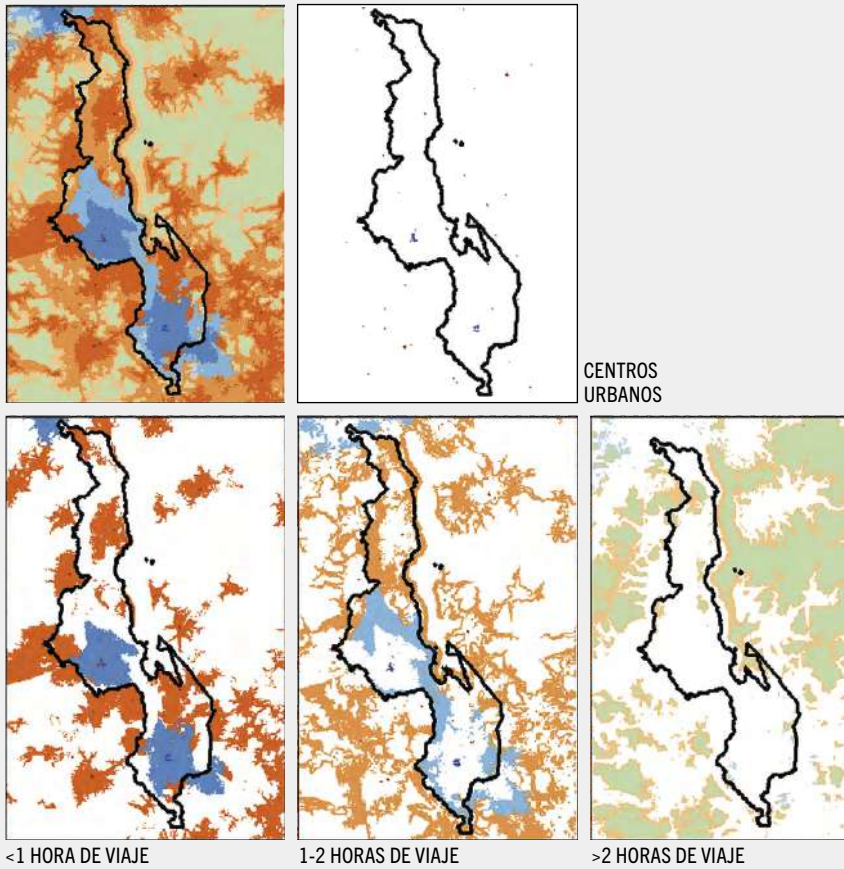 CENTROS
URBANOS
<1 HORA DE VIAJE
1-2 HORAS DE VIAJE
>2 HORAS DE VIAJE